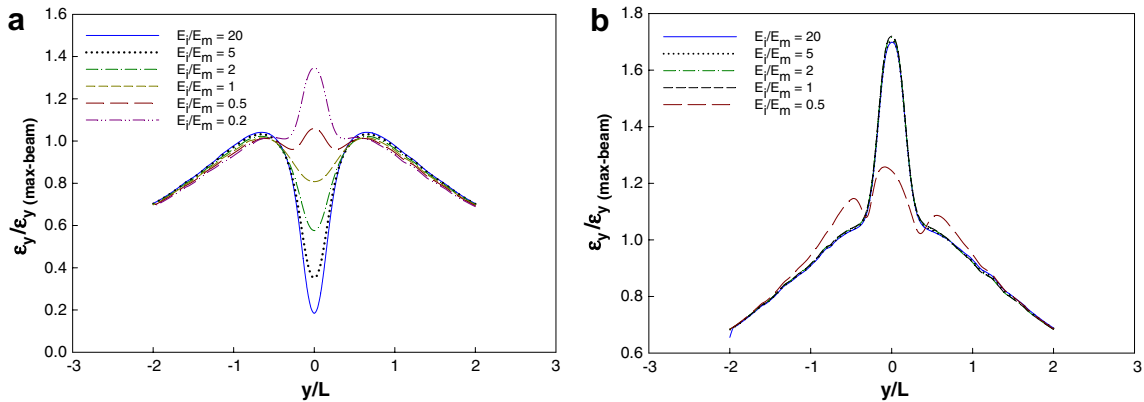 a
1.6
1.4
1.2
1.0
0.8
0.6
0.4
0.2
0.0
εy/εy (max-beam)
Ei/Em = 20
Ei/Em = 5
Ei/Em = 2
Ei/Em = 1
Ei/Em = 0.5
Ei/Em = 0.2
-3 -2 -1 0 1 2 3
y/L
b
1.8
1.6
1.4
1.2
1.0
0.8
0.6
εy/εy (max-beam)
Ei/Em = 20
Ei/Em = 5
Ei/Em = 2
Ei/Em = 1
Ei/Em = 0.5
-3 -2 -1 0 1 2 3
y/L